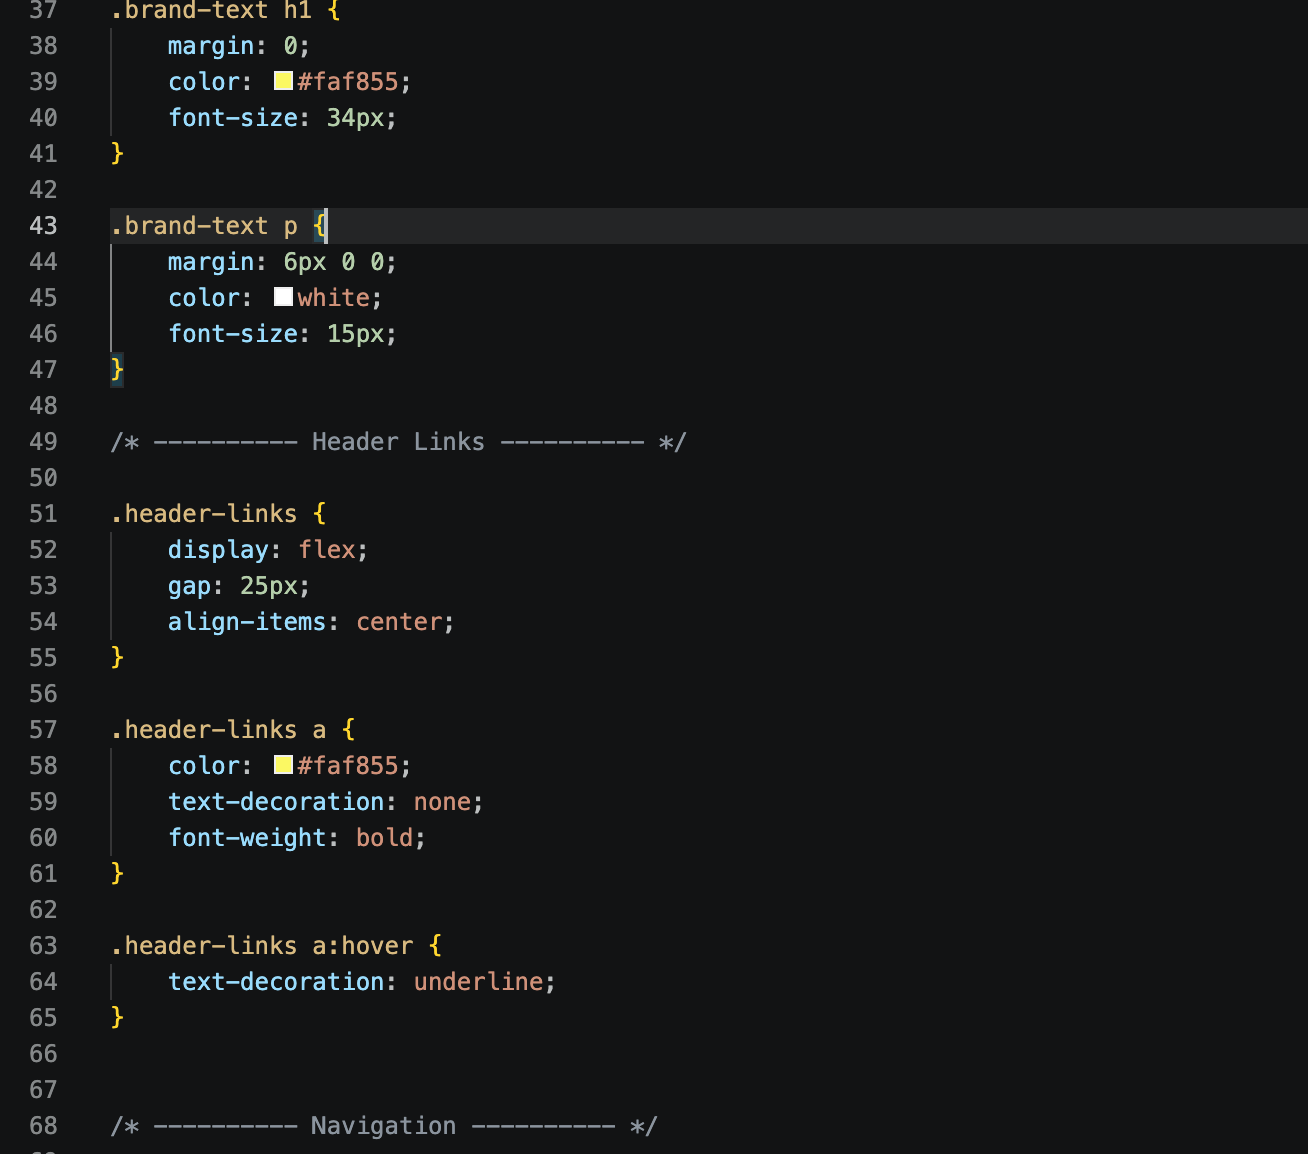 37 .brand-text h1 {
38     margin: 0;
39     color: #faf855;
40     font-size: 34px;
41 }
42
43 .brand-text p {
44     margin: 6px 0 0;
45     color: white;
46     font-size: 15px;
47 }
48
49 /* ---------- Header Links ---------- */
50
51 .header-links {
52     display: flex;
53     gap: 25px;
54     align-items: center;
55 }
56
57 .header-links a {
58     color: #faf855;
59     text-decoration: none;
60     font-weight: bold;
61 }
62
63 .header-links a:hover {
64     text-decoration: underline;
65 }
66
67
68 /* ---------- Navigation ---------- */